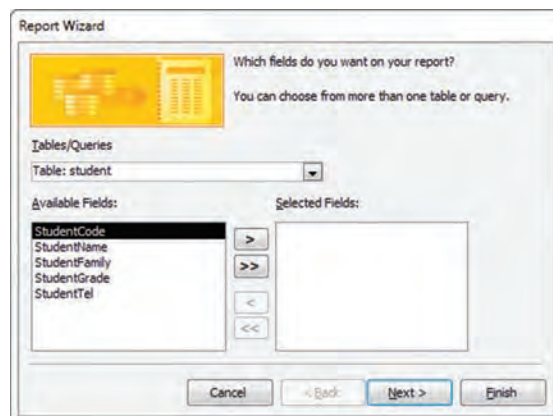 Report Wizard
Which fields do you want on your report?
You can choose from more than one table or query.
Tables/Queries
Table: student
Available Fields:
Selected Fields:
StudentCode
StudentName
StudentFamily
StudentGrade
StudentTel
>
>>
<
<<
Cancel
< Back
Next >
Finish